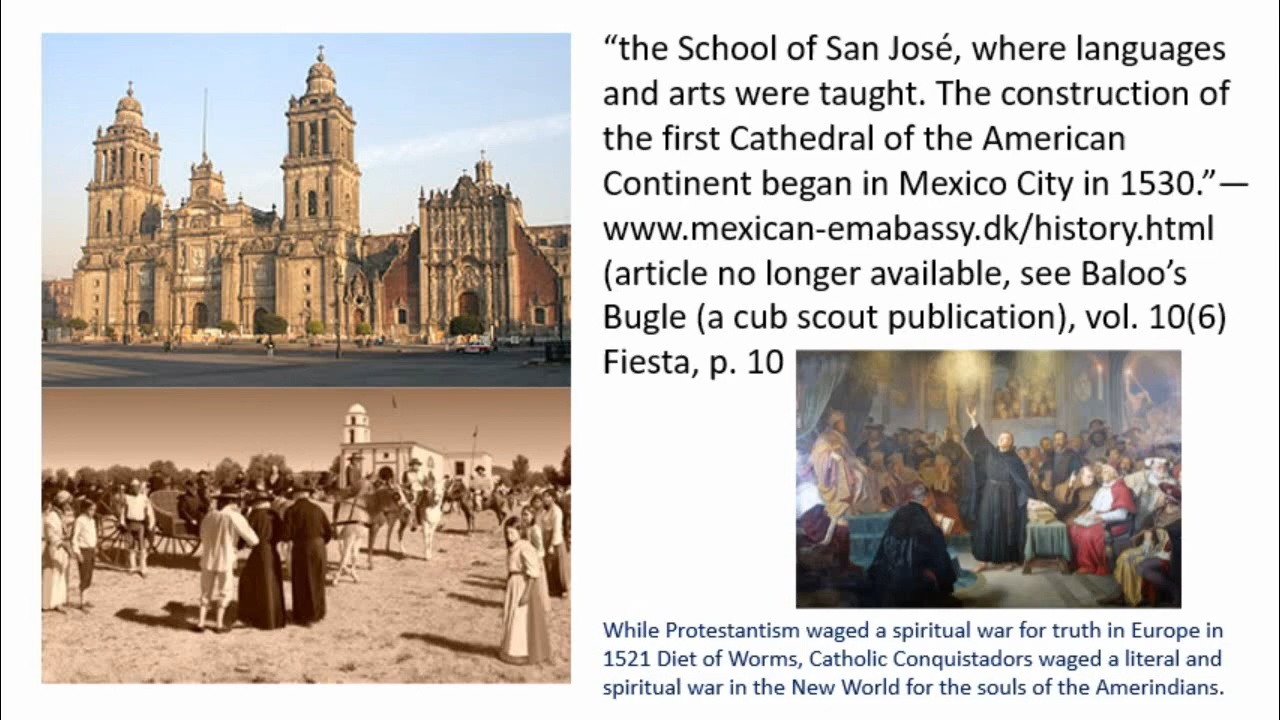 “the School of San José, where languages
and arts were taught. The construction of
the first Cathedral of the American
Continent began in Mexico City in 1530.”—
www.mexican-emabassy.dk/history.html
(article no longer available, see Baloo’s
Bugle (a cub scout publication), vol. 10(6)
Fiesta, p. 10
While Protestantism waged a spiritual war for truth in Europe in
1521 Diet of Worms, Catholic Conquistadors waged a literal and
spiritual war in the New World for the souls of the Amerindians.